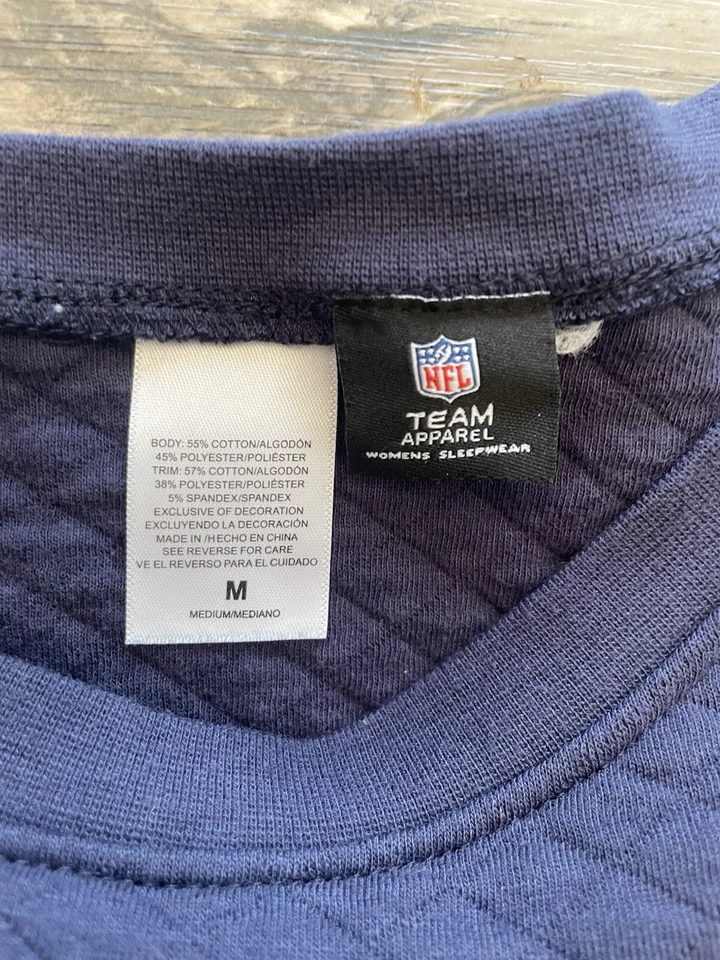 BODY: 55% COTTON/ALGODÓN
45% POLYESTER/POLIÉSTER
TRIM: 57% COTTON/ALGODÓN
38% POLYESTER/POLIÉSTER
5% SPANDEX/SPANDEX
EXCLUSIVE OF DECORATION
EXCLUYENDO LA DECORACIÓN
MADE IN /HECHO EN CHINA
SEE REVERSE FOR CARE
VE EL REVERSO PARA EL CUIDADO
M
MEDIUM/MEDIANO
NFL
TEAM
APPAREL
WOMENS SLEEPWEAR